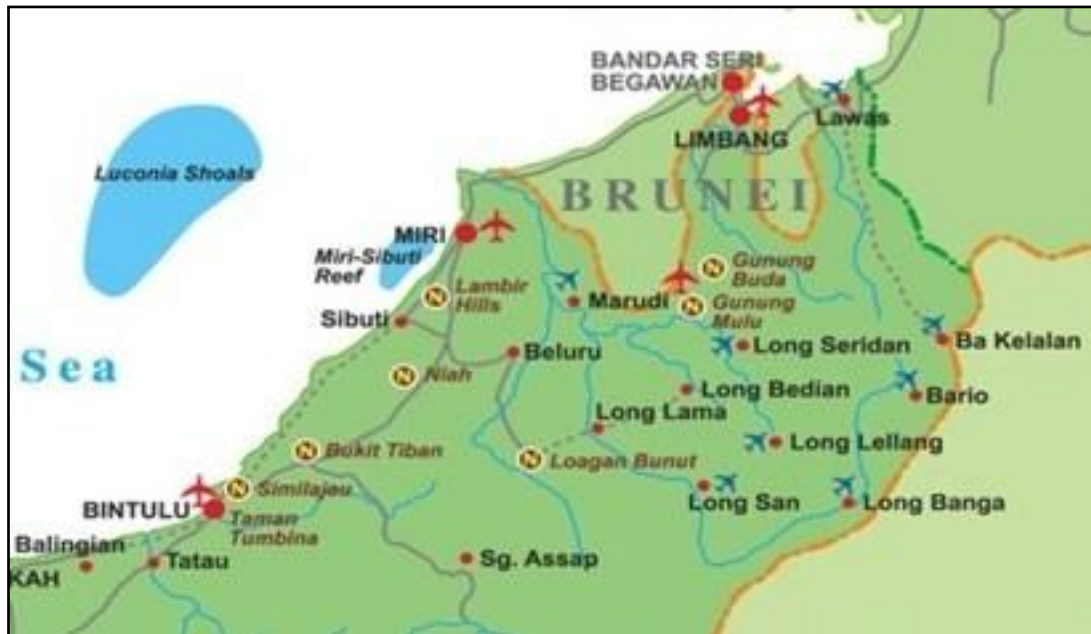 BANDAR SERI
BEGAWAN
Lawas
LIMBANG
Luconia Shoals
BRUNEI
MIRI
Miri-Sibuti
Reef
Gunung
Buda
Lambir
Hills
Marudi
Gunung
Mulu
Sibuti
Sea
Beluru
Long Seridan
Ba Kelalan
N Niah
Long Bedian
Bario
Long Lama
N Bukit Tiban
Long Lellang
N Loagan Bunut
N Similajau
Long San
Long Banga
BINTULU
Taman
Tumbina
Balingian
Tatau
Sg. Assap
KAH